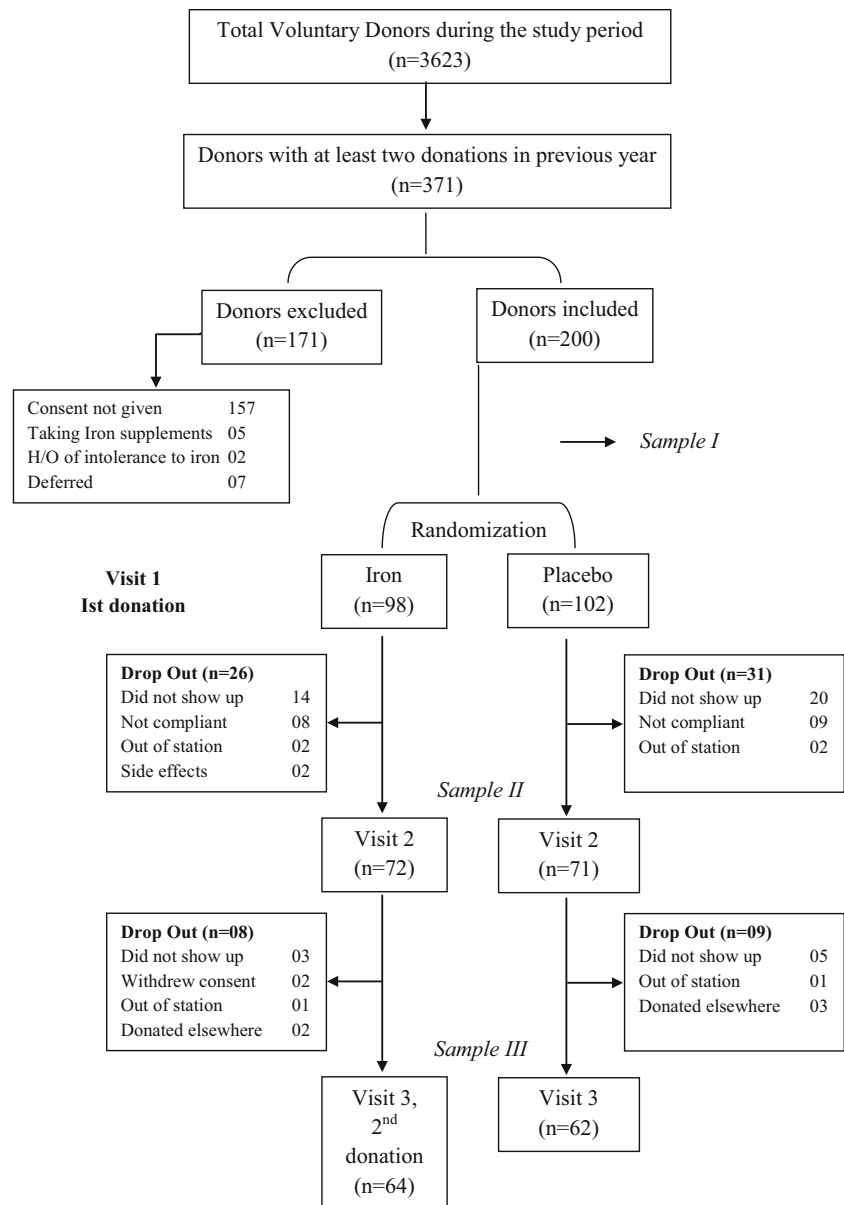 Total Voluntary Donors during the study period
(n=3623)
Donors with at least two donations in previous year
(n=371)
Donors excluded
(n=171)
Donors included
(n=200)
Consent not given 157
Taking Iron supplements 05
H/O of intolerance to iron 02
Deferred 07
Sample I
Randomization
Visit 1
Ist donation
Iron
(n=98)
Placebo
(n=102)
Drop Out (n=26)
Did not show up 14
Not compliant 08
Out of station 02
Side effects 02
Drop Out (n=31)
Did not show up 20
Not compliant 09
Out of station 02
Sample II
Visit 2
(n=72)
Visit 2
(n=71)
Drop Out (n=08)
Did not show up 03
Withdrew consent 02
Out of station 01
Donated elsewhere 02
Drop Out (n=09)
Did not show up 05
Out of station 01
Donated elsewhere 03
Sample III
Visit 3,
2nd
donation
(n=64)
Visit 3
(n=62)